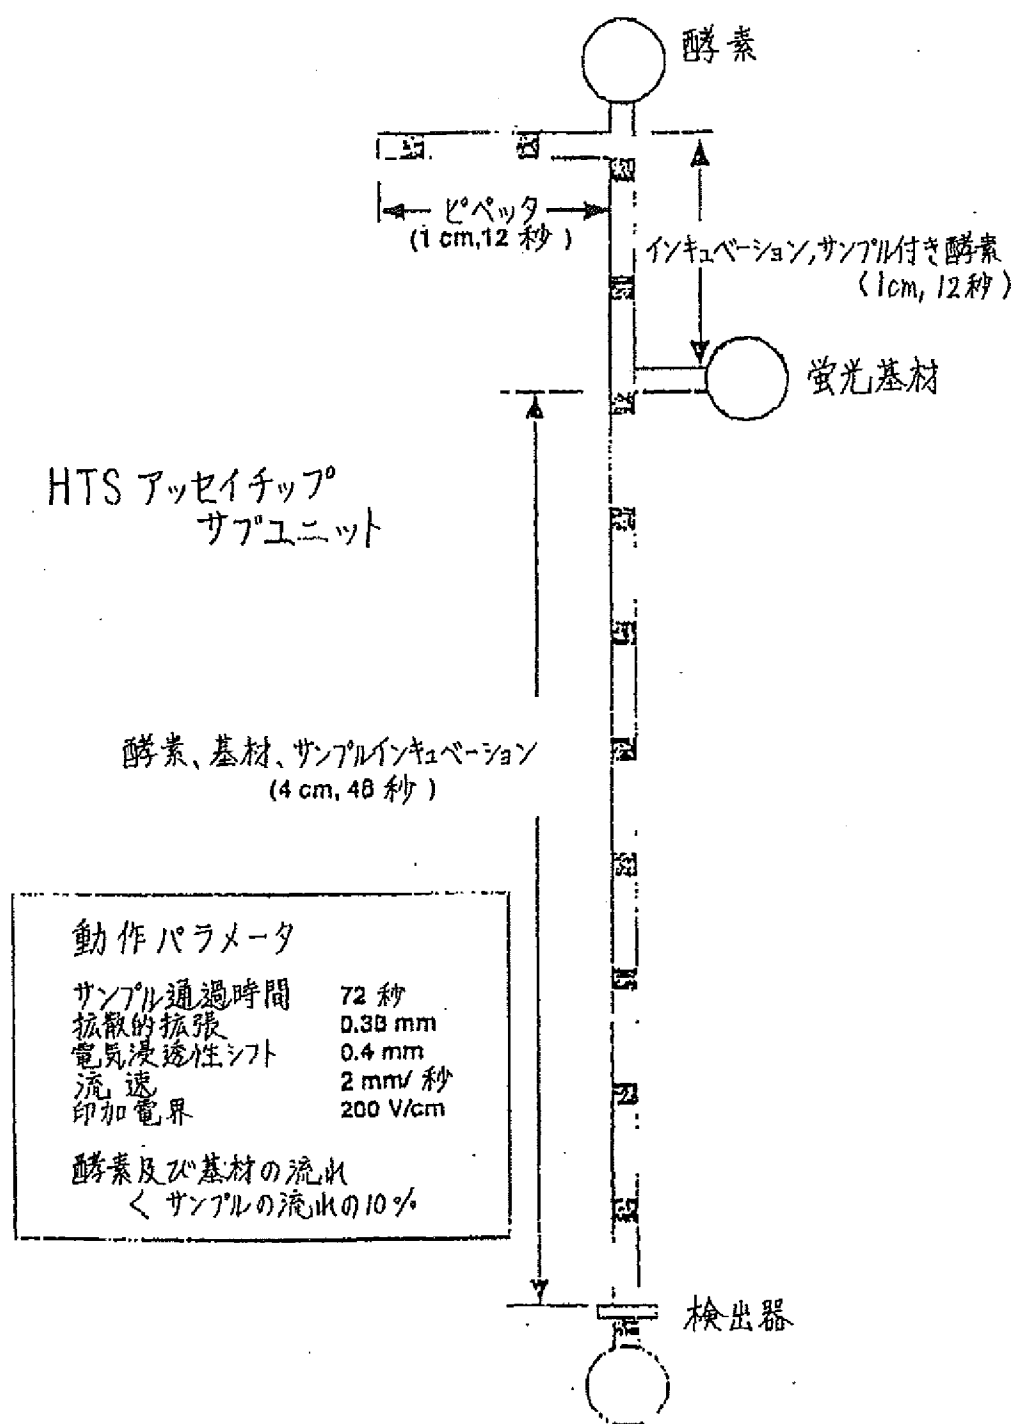 酵素
ピペッタ
(1 cm,12 秒)
インキュベーション,サンプル付き酵素
(1cm, 12秒)
蛍光基材
HTS アッセイチップ
サブユニット
酵素、基材、サンプルインキュベーション
(4 cm, 48 秒)
動作パラメータ
サンプル通過時間 72 秒
拡散的拡張 0.38 mm
電気浸透性シフト 0.4 mm
流速 2 mm/ 秒
印加電界 200 V/cm
酵素及び基材の流れ
< サンプルの流れの10%
検出器